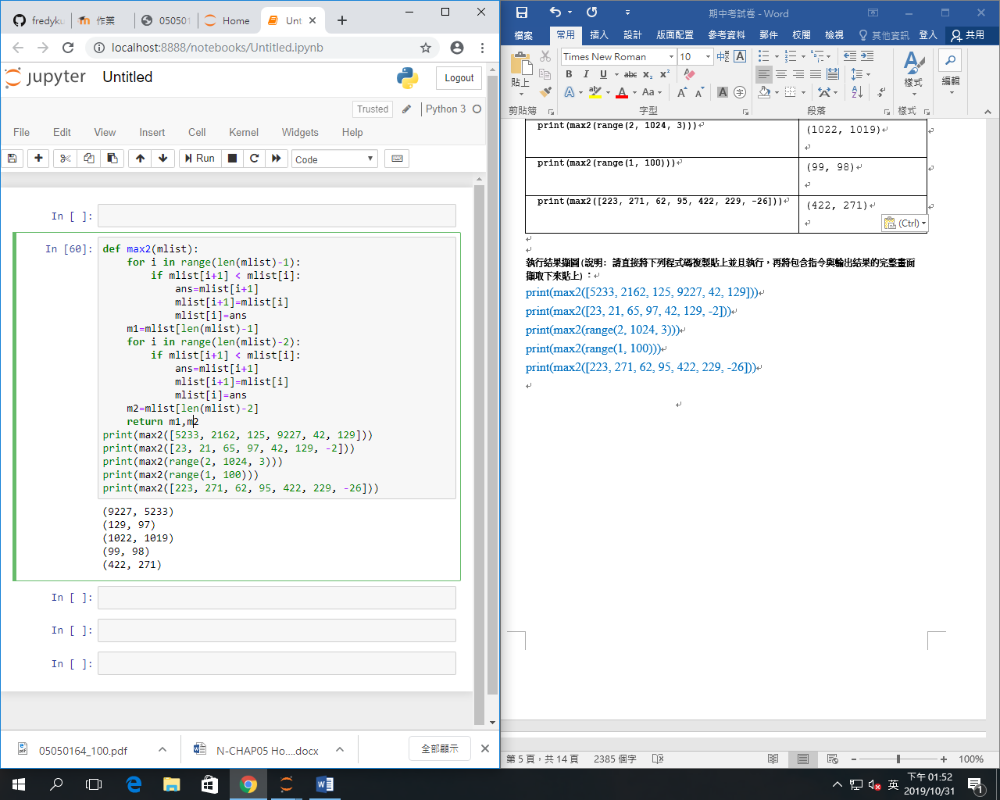 fredyku
作業
050501
Home
Unt
localhost:8888/notebooks/Untitled.ipynb
jupyter Untitled
Logout
Trusted
Python 3
File Edit View Insert Cell Kernel Widgets Help
Run
Code
In [ ]:
In [60]:
def max2(mlist):
    for i in range(len(mlist)-1):
        if mlist[i+1] < mlist[i]:
            ans=mlist[i+1]
            mlist[i+1]=mlist[i]
            mlist[i]=ans
    m1=mlist[len(mlist)-1]
    for i in range(len(mlist)-2):
        if mlist[i+1] < mlist[i]:
            ans=mlist[i+1]
            mlist[i+1]=mlist[i]
            mlist[i]=ans
    m2=mlist[len(mlist)-2]
    return m1,m2
print(max2([5233, 2162, 125, 9227, 42, 129]))
print(max2([23, 21, 65, 97, 42, 129, -2]))
print(max2(range(2, 1024, 3)))
print(max2(range(1, 100)))
print(max2([223, 271, 62, 95, 422, 229, -26]))
(9227, 5233)
(129, 97)
(1022, 1019)
(99, 98)
(422, 271)
In [ ]:
In [ ]:
In [ ]:
05050164_100.pdf
N-CHAP05 Ho....docx
全部顯示
期中考試卷 - Word
檔案 常用 插入 設計 版面配置 參考資料 郵件 校閱 檢視 其他資訊 登入 共用
貼上
剪貼簿
Times New Roman
10
字型
段落
樣式
樣式
編輯
print(max2(range(2, 1024, 3)))
(1022, 1019)
print(max2(range(1, 100)))
(99, 98)
print(max2([223, 271, 62, 95, 422, 229, -26]))
(422, 271)
(Ctrl)
執行結果擷圖(說明: 請直接將下列程式碼複製貼上並且執行，再將包含指令與輸出結果的完整畫面
擷取下來貼上)：
print(max2([5233, 2162, 125, 9227, 42, 129]))
print(max2([23, 21, 65, 97, 42, 129, -2]))
print(max2(range(2, 1024, 3)))
print(max2(range(1, 100)))
print(max2([223, 271, 62, 95, 422, 229, -26]))
第 5 頁，共 14 頁
2385 個字
100%
英
下午 01:52
2019/10/31
1